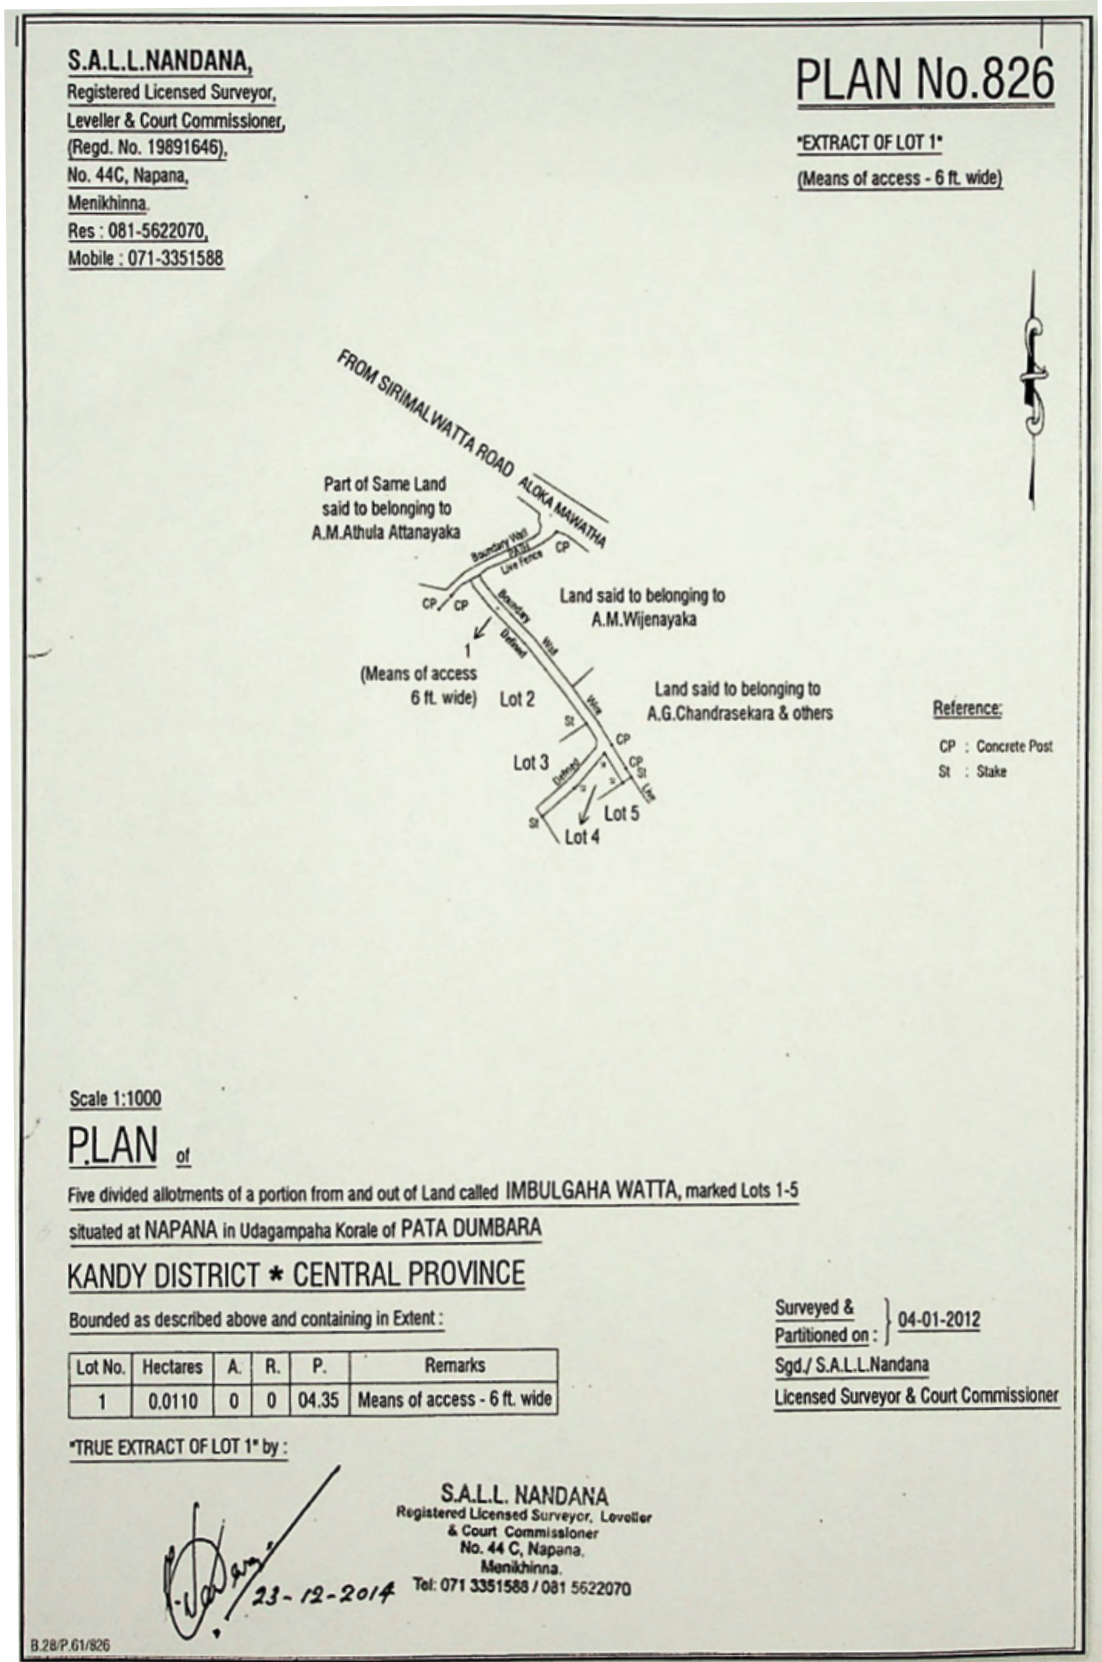 S.A.L.L.NANDANA,
Registered Licensed Surveyor,
Leveller & Court Commissioner,
(Regd. No. 19891646),
No. 44C, Napana,
Menikhinna.
Res : 081-5622070,
Mobile : 071-3351588
PLAN No.826
"EXTRACT OF LOT 1"
(Means of access - 6 ft. wide)
FROM SIRIMALWATTA ROAD
ALOKA MAWATHA
Part of Same Land
said to belonging to
A.M.Athula Attanayaka
Boundary Wall
PATH
Live Fence
CP
CP
CP
Land said to belonging to
A.M.Wijenayaka
Boundary
Wall
Defined
1
(Means of access
6 ft. wide)
Lot 2
Land said to belonging to
A.G.Chandrasekara & others
Wire
St
CP
Lot 3
Defined
CP
St
Live
Lot 5
St
Lot 4
Reference:
CP : Concrete Post
St : Stake
Scale 1:1000
PLAN of
Five divided allotments of a portion from and out of Land called IMBULGAHA WATTA, marked Lots 1-5
situated at NAPANA in Udagampaha Korale of PATA DUMBARA
KANDY DISTRICT * CENTRAL PROVINCE
Bounded as described above and containing in Extent :
Lot No. Hectares A. R. P. Remarks
1 0.0110 0 0 04.35 Means of access - 6 ft. wide
Surveyed &
Partitioned on : } 04-01-2012
Sgd./ S.A.L.L.Nandana
Licensed Surveyor & Court Commissioner
"TRUE EXTRACT OF LOT 1" by :
23-12-2014
S.A.L.L. NANDANA
Registered Licensed Surveyor, Leveller
& Court Commissioner
No. 44 C, Napana,
Menikhinna.
Tel: 071 3351588 / 081 5622070
B.28/P.61/826